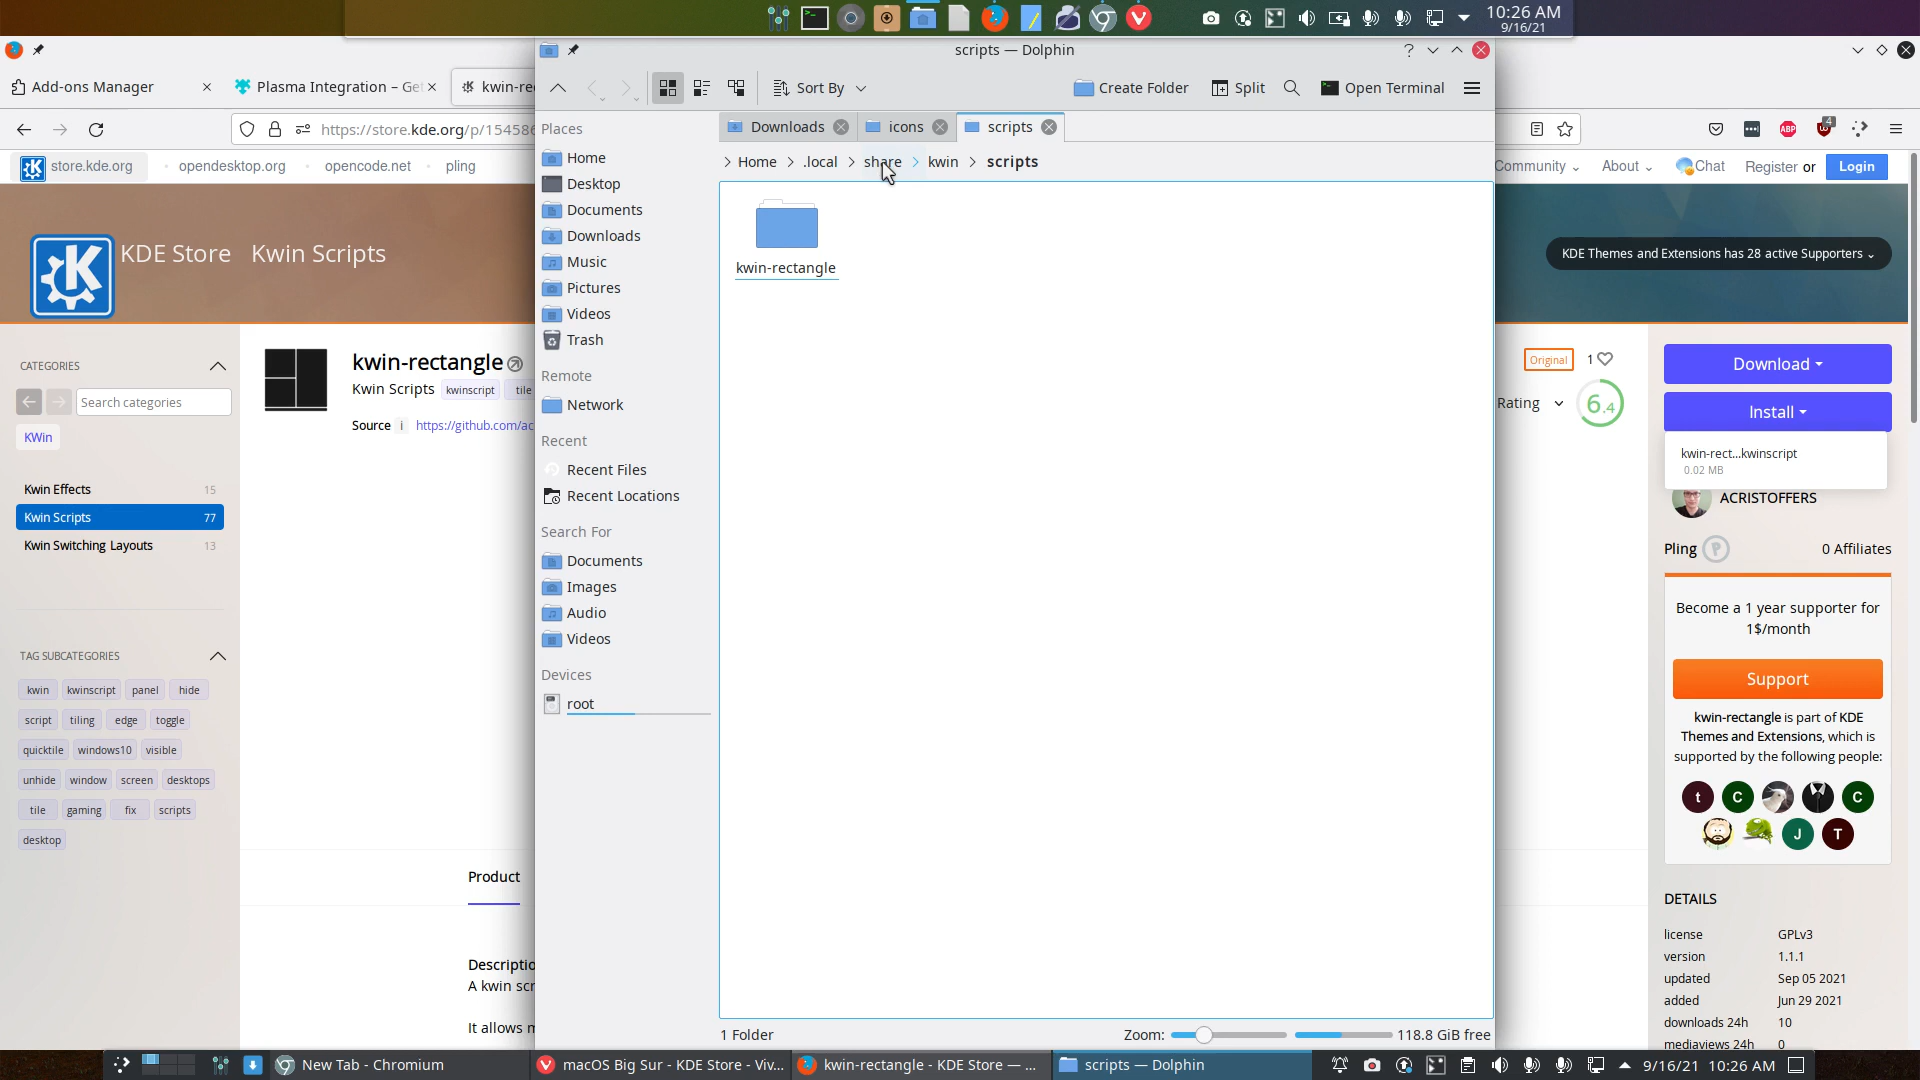 10:26 AM
9/16/21
scripts — Dolphin
Add-ons Manager
Plasma Integration – Ge
kwin-re
Sort By
Create Folder
Split
Open Terminal
https://store.kde.org/p/154586
Places
Downloads
icons
scripts
store.kde.org
opendesktop.org
opencode.net
pling
Home
.local
share
kwin
scripts
Community
About
Chat
Register or
Login
Home
Desktop
Documents
Downloads
Music
Pictures
Videos
Trash
Remote
Network
Recent
Recent Files
Recent Locations
Search For
Documents
Images
Audio
Videos
Devices
root
kwin-rectangle
KDE Store
Kwin Scripts
KDE Themes and Extensions has 28 active Supporters
CATEGORIES
Search categories
KWin
Kwin Effects 15
Kwin Scripts 77
Kwin Switching Layouts 13
TAG SUBCATEGORIES
kwin kwinscript panel hide
script tiling edge toggle
quicktile windows10 visible
unhide window screen desktops
tile gaming fix scripts
desktop
kwin-rectangle
Kwin Scripts kwinscript tile
Source i https://github.com/ac
Product
Descriptio
A kwin scr
It allows m
Original
1
Rating
6.4
Download
Install
kwin-rect...kwinscript
0.02 MB
ACRISTOFFERS
Pling P
0 Affiliates
Become a 1 year supporter for
1$/month
Support
kwin-rectangle is part of KDE
Themes and Extensions, which is
supported by the following people:
t C C
J T
DETAILS
license GPLv3
version 1.1.1
updated Sep 05 2021
added Jun 29 2021
downloads 24h 10
mediaviews 24h 0
1 Folder
Zoom:
118.8 GiB free
New Tab - Chromium
macOS Big Sur - KDE Store - Viv...
kwin-rectangle - KDE Store — ...
scripts — Dolphin
9/16/21 10:26 AM